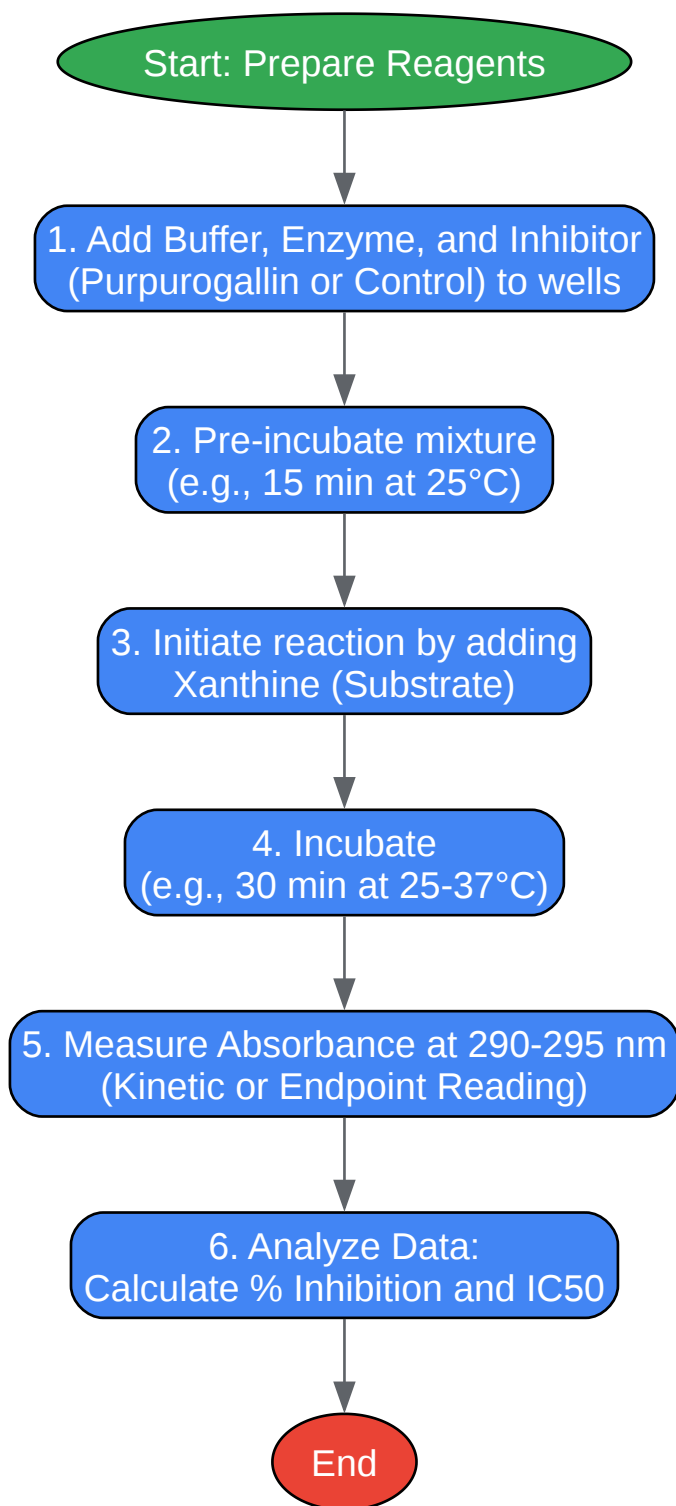 Start: Prepare Reagents
1. Add Buffer, Enzyme, and Inhibitor
(Purpurogallin or Control) to wells
2. Pre-incubate mixture
(e.g., 15 min at 25°C)
3. Initiate reaction by adding
Xanthine (Substrate)
4. Incubate
(e.g., 30 min at 25-37°C)
5. Measure Absorbance at 290-295 nm
(Kinetic or Endpoint Reading)
6. Analyze Data:
Calculate % Inhibition and IC50
End